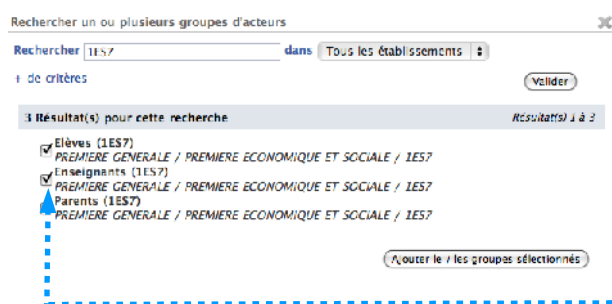 Rechercher un ou plusieurs groupes d'acteurs
Rechercher 1ES7 dans Tous les établissements
+ de critères
Valider
3 Résultat(s) pour cette recherche Résultat(s) 1 à 3
Elèves (1ES7)
PREMIERE GENERALE / PREMIERE ECONOMIQUE ET SOCIALE / 1ES7
Enseignants (1ES7)
PREMIERE GENERALE / PREMIERE ECONOMIQUE ET SOCIALE / 1ES7
Parents (1ES7)
PREMIERE GENERALE / PREMIERE ECONOMIQUE ET SOCIALE / 1ES7
Ajouter le / les groupes sélectionnés